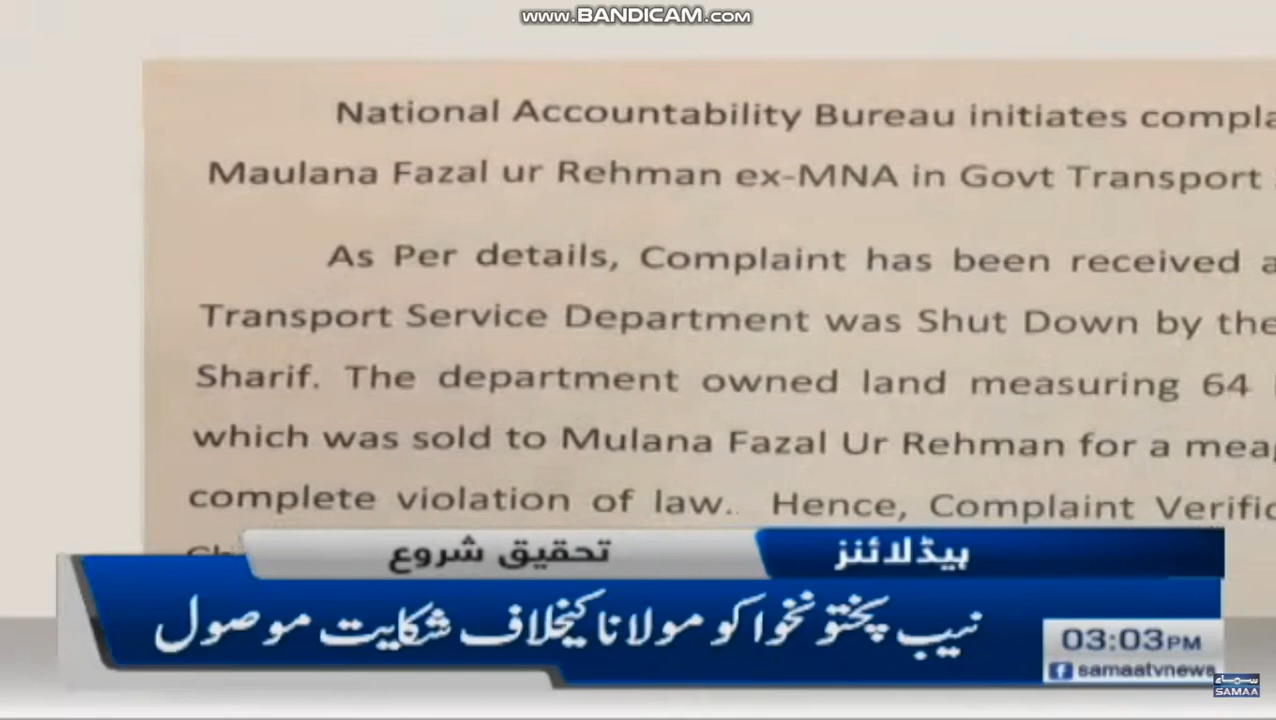 www.BANDICAM.com
National Accountability Bureau initiates compla
Maulana Fazal ur Rehman ex-MNA in Govt Transport
As Per details, Complaint has been received a
Transport Service Department was Shut Down by the
Sharif. The department owned land measuring 64
which was sold to Mulana Fazal Ur Rehman for a mea
complete violation of law. Hence, Complaint Verific
ہیڈلائنز
تحقیق شروع
نیب پختونخوا کو مولانا کیخلاف شکایت موصول
03:03PM
samaatvnews
سماء
SAMAA